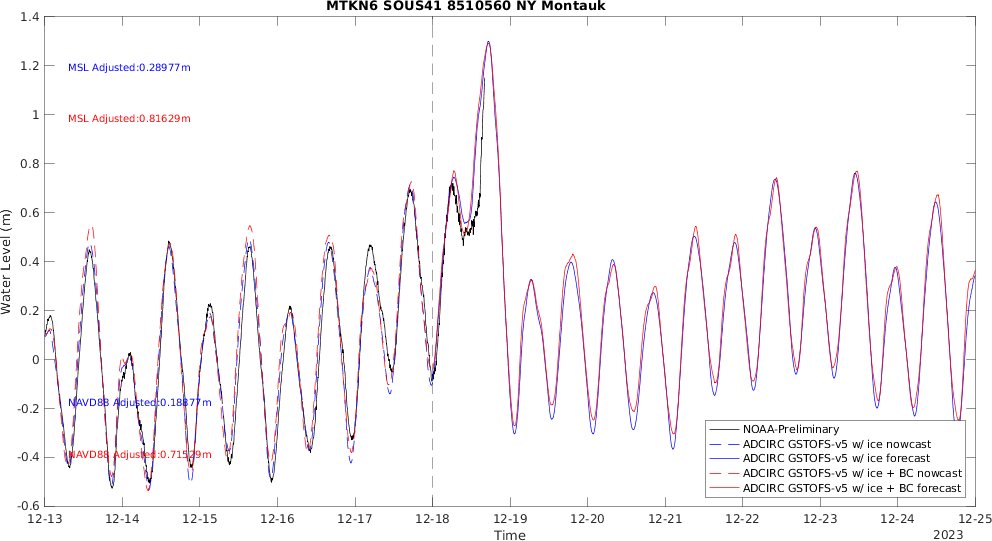 MTKN6 SOUS41 8510560 NY Montauk
Water Level (m)
1.4
1.2
1
0.8
0.6
0.4
0.2
0
-0.2
-0.4
-0.6
MSL Adjusted:0.28977m
MSL Adjusted:0.81629m
NAVD88 Adjusted:0.18877m
NAVD88 Adjusted:0.71529m
NOAA-Preliminary
ADCIRC GSTOFS-v5 w/ ice nowcast
ADCIRC GSTOFS-v5 w/ ice forecast
ADCIRC GSTOFS-v5 w/ ice + BC nowcast
ADCIRC GSTOFS-v5 w/ ice + BC forecast
12-13 12-14 12-15 12-16 12-17 12-18 12-19 12-20 12-21 12-22 12-23 12-24 12-25
Time
2023